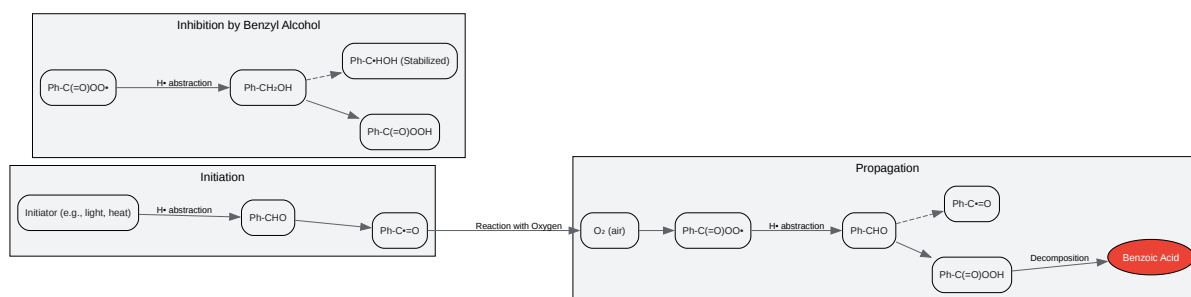 Inhibition by Benzyl Alcohol
Ph-C(=O)OO•
H• abstraction
Ph-CH₂OH
Ph-C•HOH (Stabilized)
Ph-C(=O)OOH
Initiation
Initiator (e.g., light, heat)
H• abstraction
Ph-CHO
Ph-C•=O
Reaction with Oxygen
Propagation
O₂ (air)
Ph-C(=O)OO•
H• abstraction
Ph-CHO
Ph-C•=O
Ph-C(=O)OOH
Decomposition
Benzoic Acid